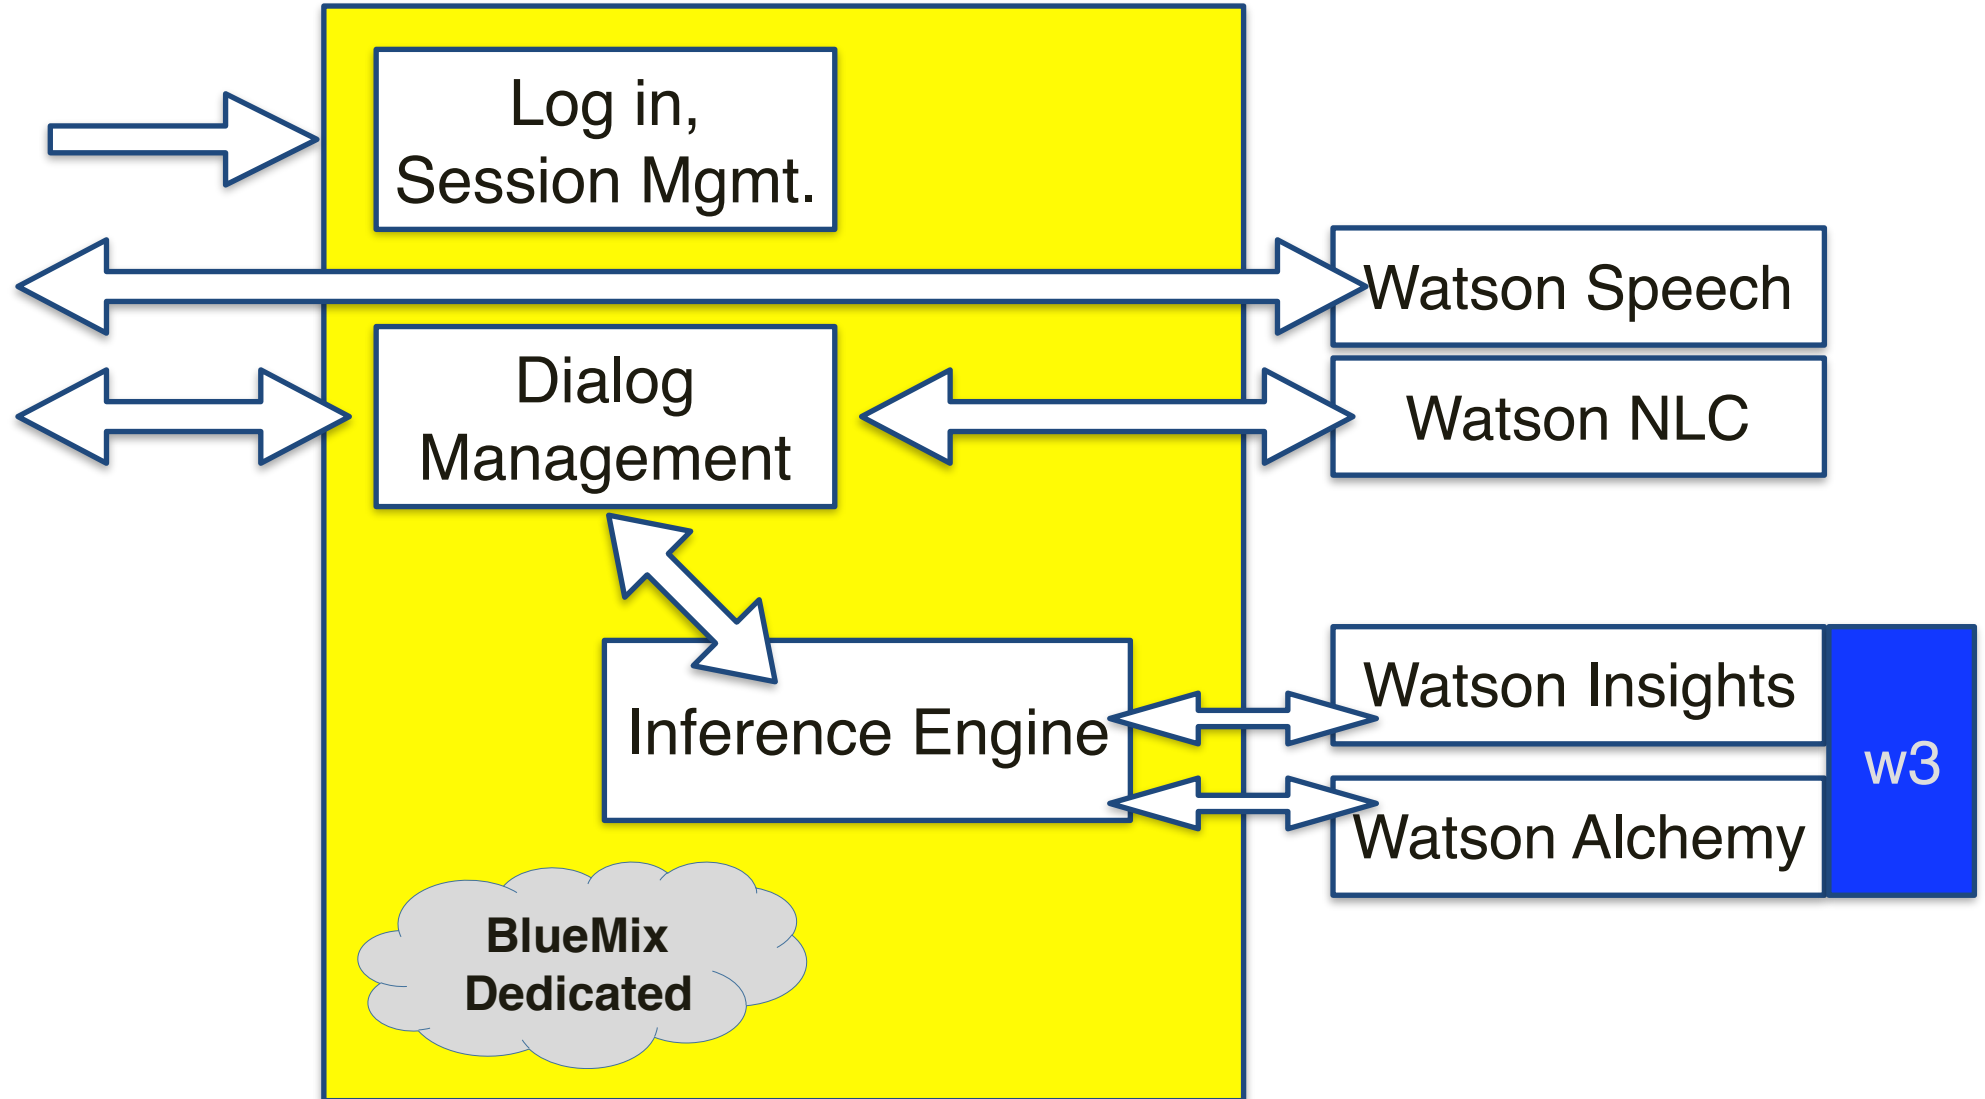 Log in,
Session Mgmt.
Watson Speech
Dialog
Management
Watson NLC
Inference Engine
Watson Insights
w3
Watson Alchemy
BlueMix
Dedicated